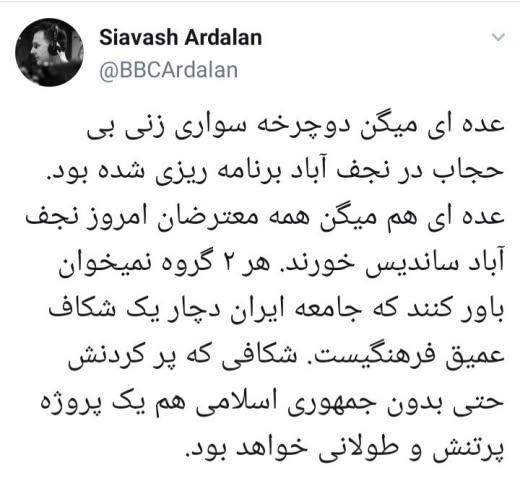 Siavash Ardalan
@BBCArdalan
عده ای میگن دوچرخه سواری زنی بی
حجاب در نجف آباد برنامه ریزی شده بود.
عده ای هم میگن همه معترضان امروز نجف
آباد ساندیس خورند. هر ۲ گروه نمیخوان
باور کنند که جامعه ایران دچار یک شکاف
عمیق فرهنگیست. شکافی که پر کردنش
حتی بدون جمهوری اسلامی هم یک پروژه
پرتنش و طولانی خواهد بود.